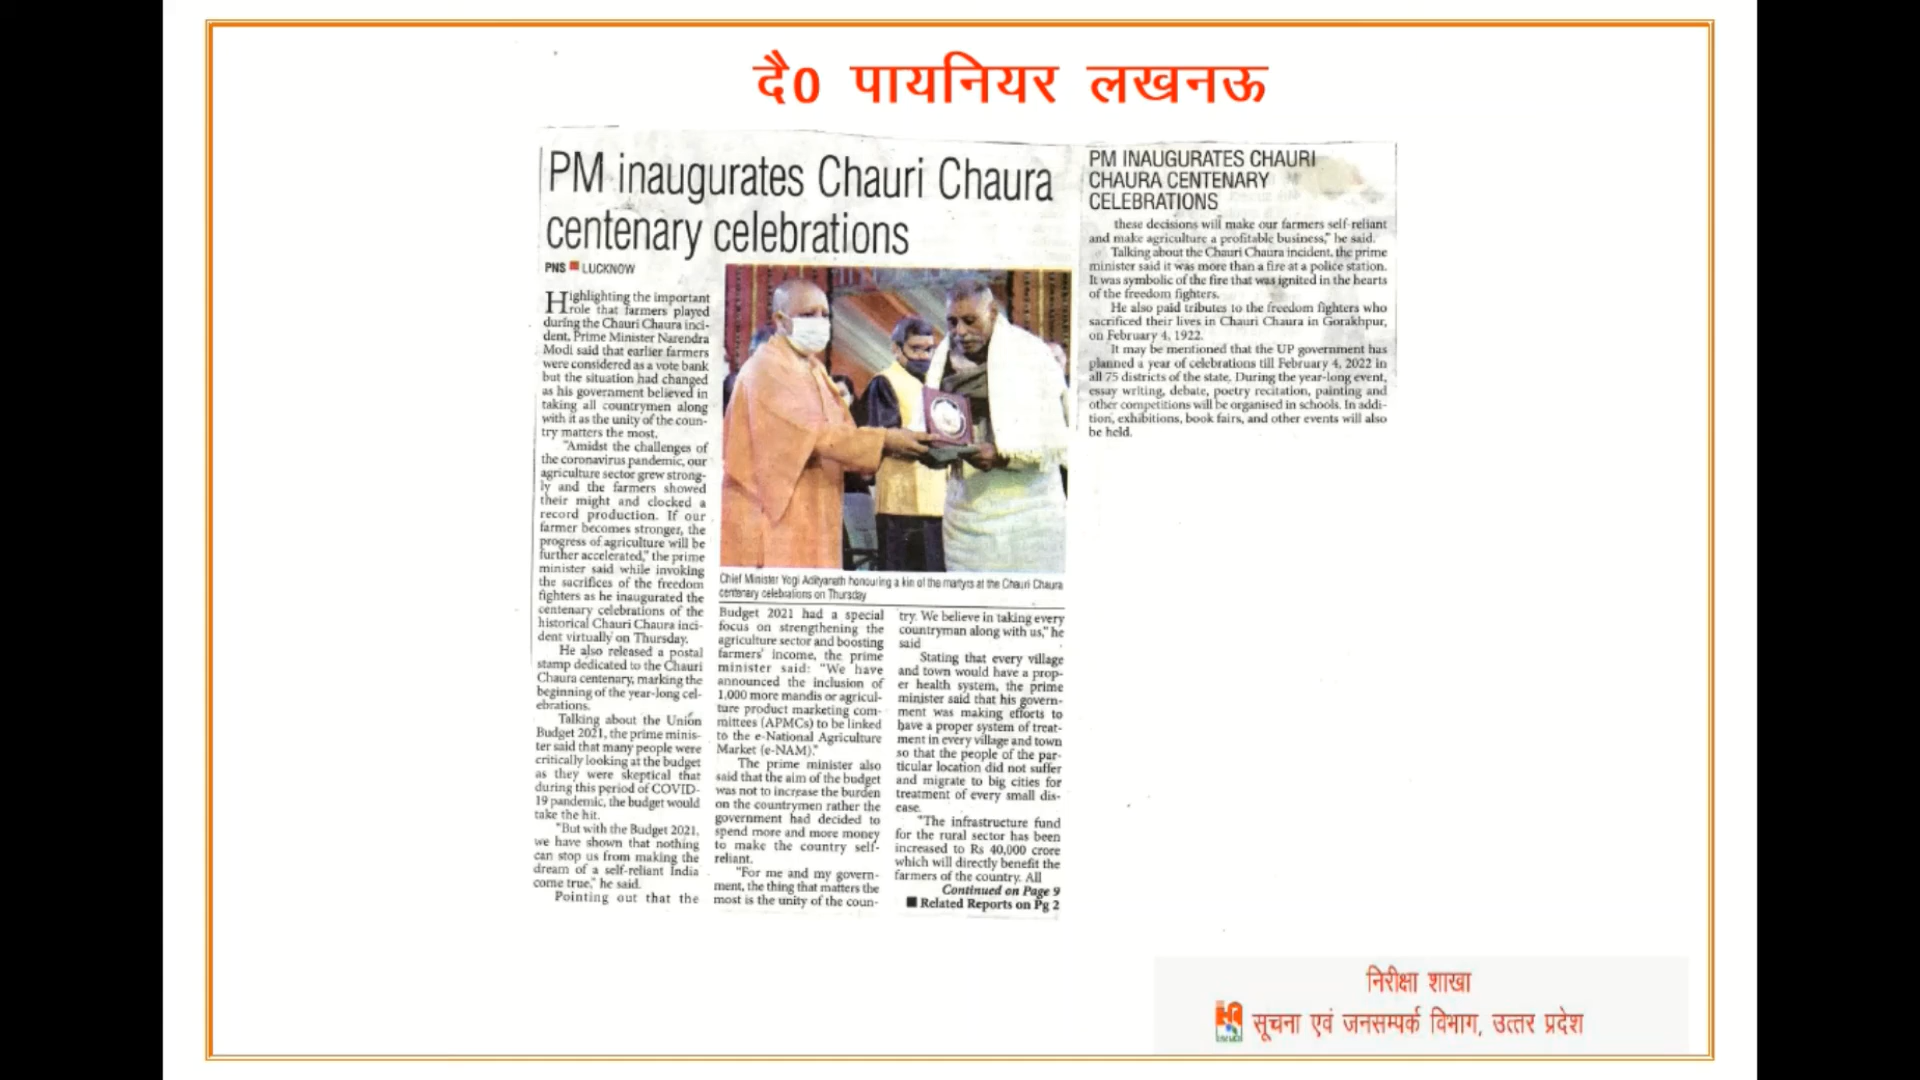 दै0 पायनियर लखनऊ
PM inaugurates Chauri Chaura
centenary celebrations
PNS LUCKNOW
Highlighting the important
role that farmers played
during the Chauri Chaura inci-
dent, Prime Minister Narendra
Modi said that earlier farmers
were considered as a vote bank
but the situation had changed
as his government believed in
taking all countrymen along
with it as the unity of the coun-
try matters the most.
"Amidst the challenges of
the coronavirus pandemic, our
agriculture sector grew strong-
ly and the farmers showed
their might and clocked a
record production. If our
farmer becomes stronger, the
progress of agriculture will be
further accelerated," the prime
minister said while invoking
the sacrifices of the freedom
fighters as he inaugurated the
centenary celebrations of the
historical Chauri Chaura inci-
dent virtually on Thursday.
He also released a postal
stamp dedicated to the Chauri
Chaura centenary, marking the
beginning of the year-long cel-
ebrations.
Talking about the Union
Budget 2021, the prime minis-
ter said that many people were
critically looking at the budget
as they were skeptical that
during this period of COVID-
19 pandemic, the budget would
take the hit.
"But with the Budget 2021,
we have shown that nothing
can stop us from making the
dream of a self-reliant India
come true," he said.
Pointing out that the
Chief Minister Yogi Adityanath honouring a kin of the martyrs at the Chauri Chaura
centenary celebrations on Thursday
Budget 2021 had a special
focus on strengthening the
agriculture sector and boosting
farmers' income, the prime
minister said: "We have
announced the inclusion of
1,000 more mandis or agricul-
ture product marketing com-
mittees (APMCs) to be linked
to the e-National Agriculture
Market (e-NAM)."
The prime minister also
said that the aim of the budget
was not to increase the burden
on the countrymen rather the
government had decided to
spend more and more money
to make the country self-
reliant.
"For me and my govern-
ment, the thing that matters the
most is the unity of the coun-
try. We believe in taking every
countryman along with us," he
said
Stating that every village
and town would have a prop-
er health system, the prime
minister said that his govern-
ment was making efforts to
have a proper system of treat-
ment in every village and town
so that the people of the par-
ticular location did not suffer
and migrate to big cities for
treatment of every small dis-
ease.
"The infrastructure fund
for the rural sector has been
increased to Rs 40,000 crore
which will directly benefit the
farmers of the country. All
Continued on Page 9
Related Reports on Pg 2
PM INAUGURATES CHAURI
CHAURA CENTENARY
CELEBRATIONS
these decisions will make our farmers self-reliant
and make agriculture a profitable business," he said.
Talking about the Chauri Chaura incident, the prime
minister said it was more than a fire at a police station.
It was symbolic of the fire that was ignited in the hearts
of the freedom fighters.
He also paid tributes to the freedom fighters who
sacrificed their lives in Chauri Chaura in Gorakhpur,
on February 4, 1922.
It may be mentioned that the UP government has
planned a year of celebrations till February 4, 2022 in
all 75 districts of the state. During the year-long event,
essay writing, debate, poetry recitation, painting and
other competitions will be organised in schools. In addi-
tion, exhibitions, book fairs, and other events will also
be held.
निरीक्षा शाखा
सूचना एवं जनसम्पर्क विभाग, उत्तर प्रदेश